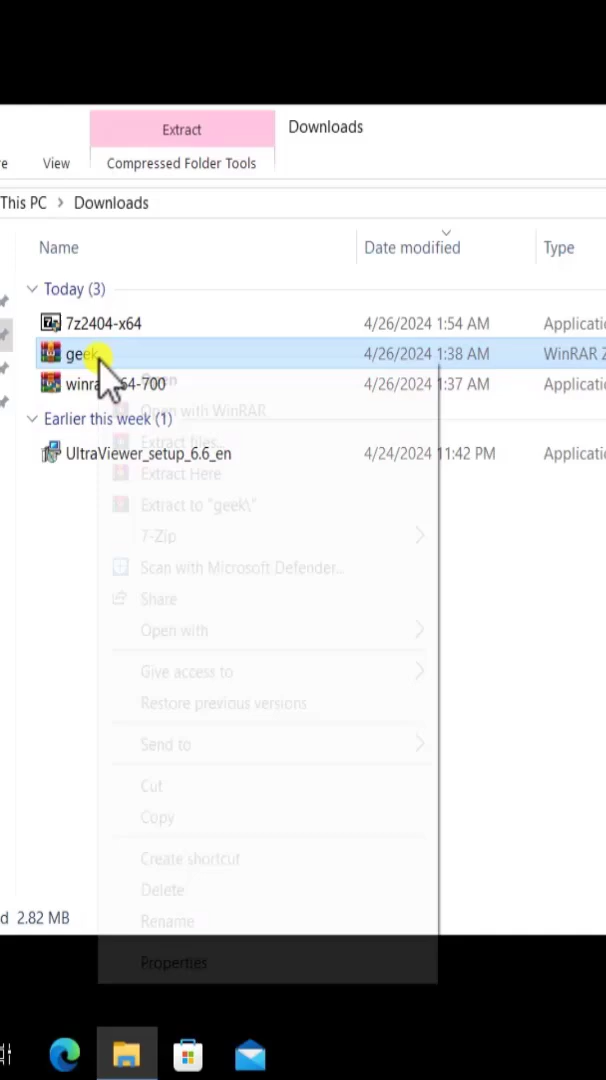 Extract
Downloads
re
View
Compressed Folder Tools
This PC > Downloads
Name
Date modified
Type
Today (3)
7z2404-x64
4/26/2024 1:54 AM
Applicatio
geek
4/26/2024 1:38 AM
WinRAR Z
winra 64-700
4/26/2024 1:37 AM
Applicatio
Open
Open with WinRAR
Earlier this week (1)
Extract files...
UltraViewer_setup_6.6_en
4/24/2024 11:42 PM
Applicatio
Extract Here
Extract to "geek\"
7-Zip
Scan with Microsoft Defender...
Share
Open with
Give access to
Restore previous versions
Send to
Cut
Copy
Create shortcut
Delete
Rename
d 2.82 MB
Properties